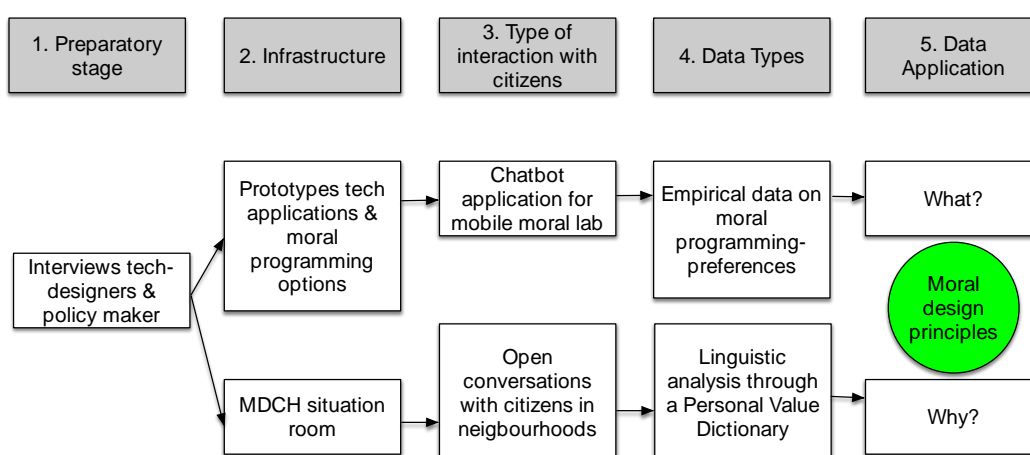 1. Preparatory
stage
2. Infrastructure
3. Type of
interaction with
citizens
4. Data Types
5. Data
Application
Interviews tech-
designers &
policy maker
Prototypes tech
applications &
moral
programming
options
Chatbot
application for
mobile moral lab
Empirical data on
moral
programming-
preferences
What?
Moral
design
principles
MDCH situation
room
Open
conversations
with citizens in
neigbourhoods
Linguistic
analysis through
a Personal Value
Dictionary
Why?